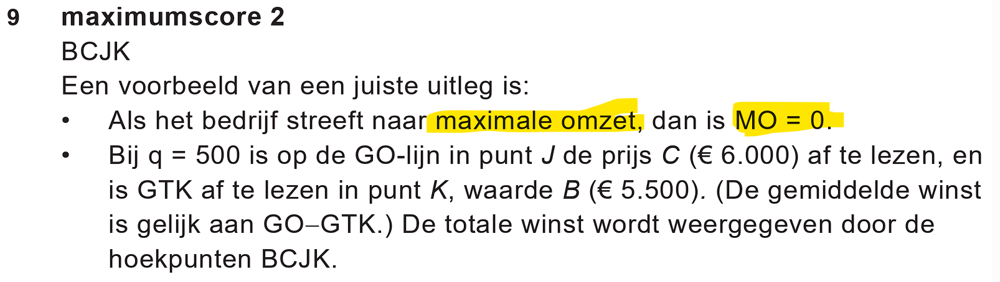 9 maximumscore 2
BCJK
Een voorbeeld van een juiste uitleg is:
• Als het bedrijf streeft naar maximale omzet, dan is MO = 0.
• Bij q = 500 is op de GO-lijn in punt J de prijs C (€ 6.000) af te lezen, en
is GTK af te lezen in punt K, waarde B (€ 5.500). (De gemiddelde winst
is gelijk aan GO–GTK.) De totale winst wordt weergegeven door de
hoekpunten BCJK.